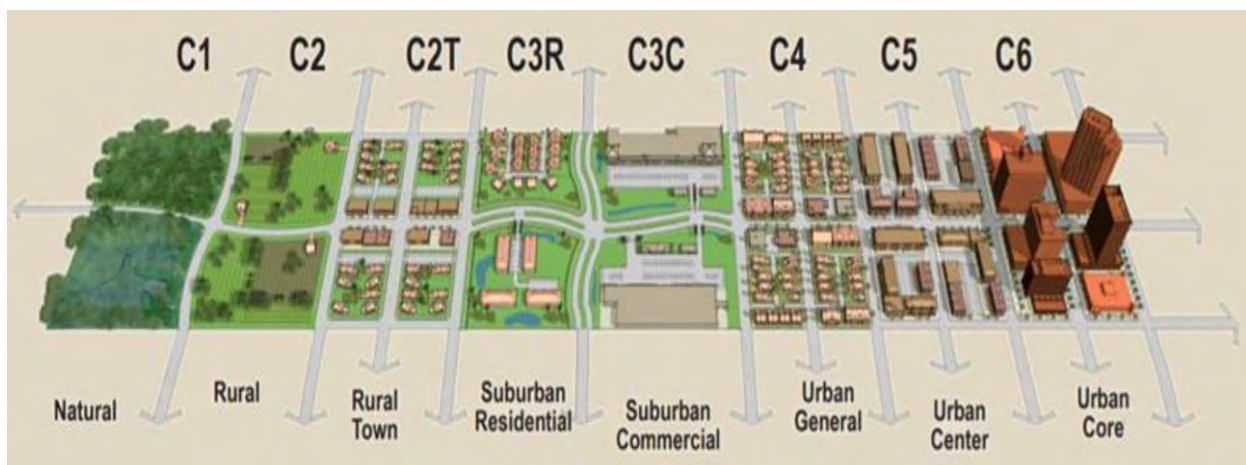 C1 C2 C2T C3R C3C C4 C5 C6
Natural
Rural
Rural
Town
Suburban
Residential
Suburban
Commercial
Urban
General
Urban
Center
Urban
Core